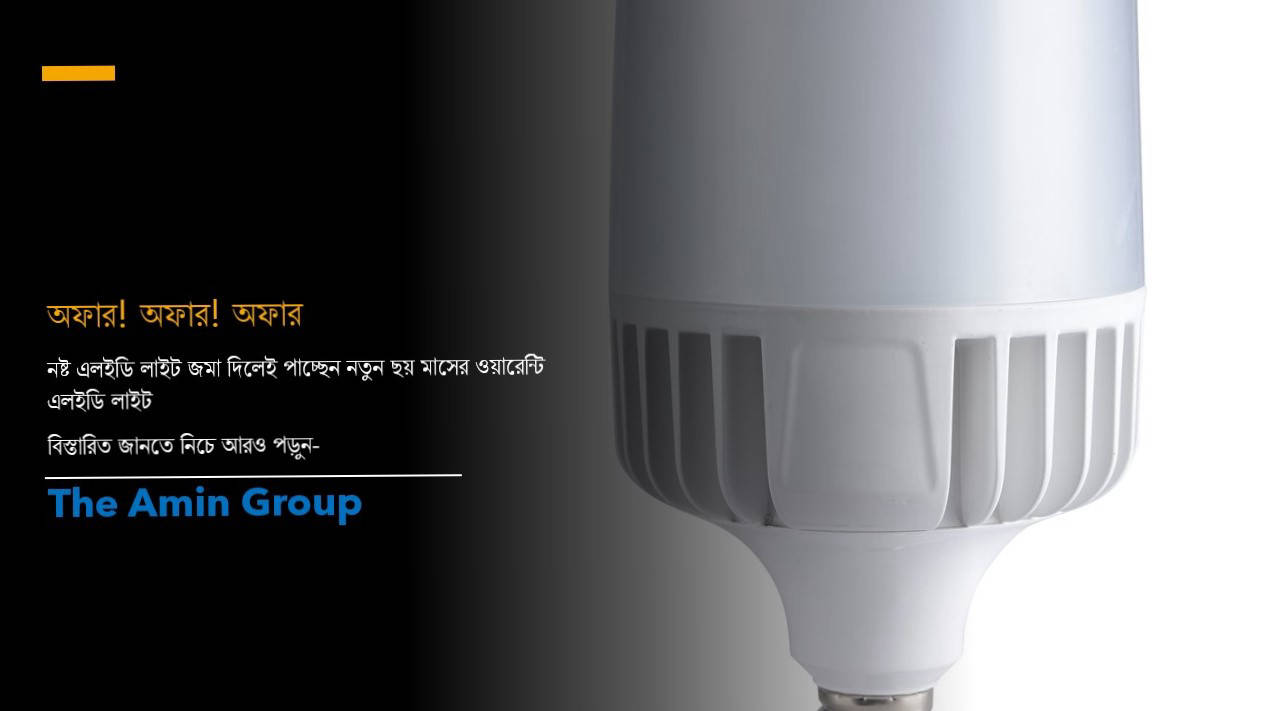 অফার! অফার! অফার
নষ্ট এলইডি লাইট জমা দিলেই পাচ্ছেন নতুন ছয় মাসের ওয়ারেন্টি
এলইডি লাইট
বিস্তারিত জানতে নিচে আরও পড়ুন-
The Amin Group